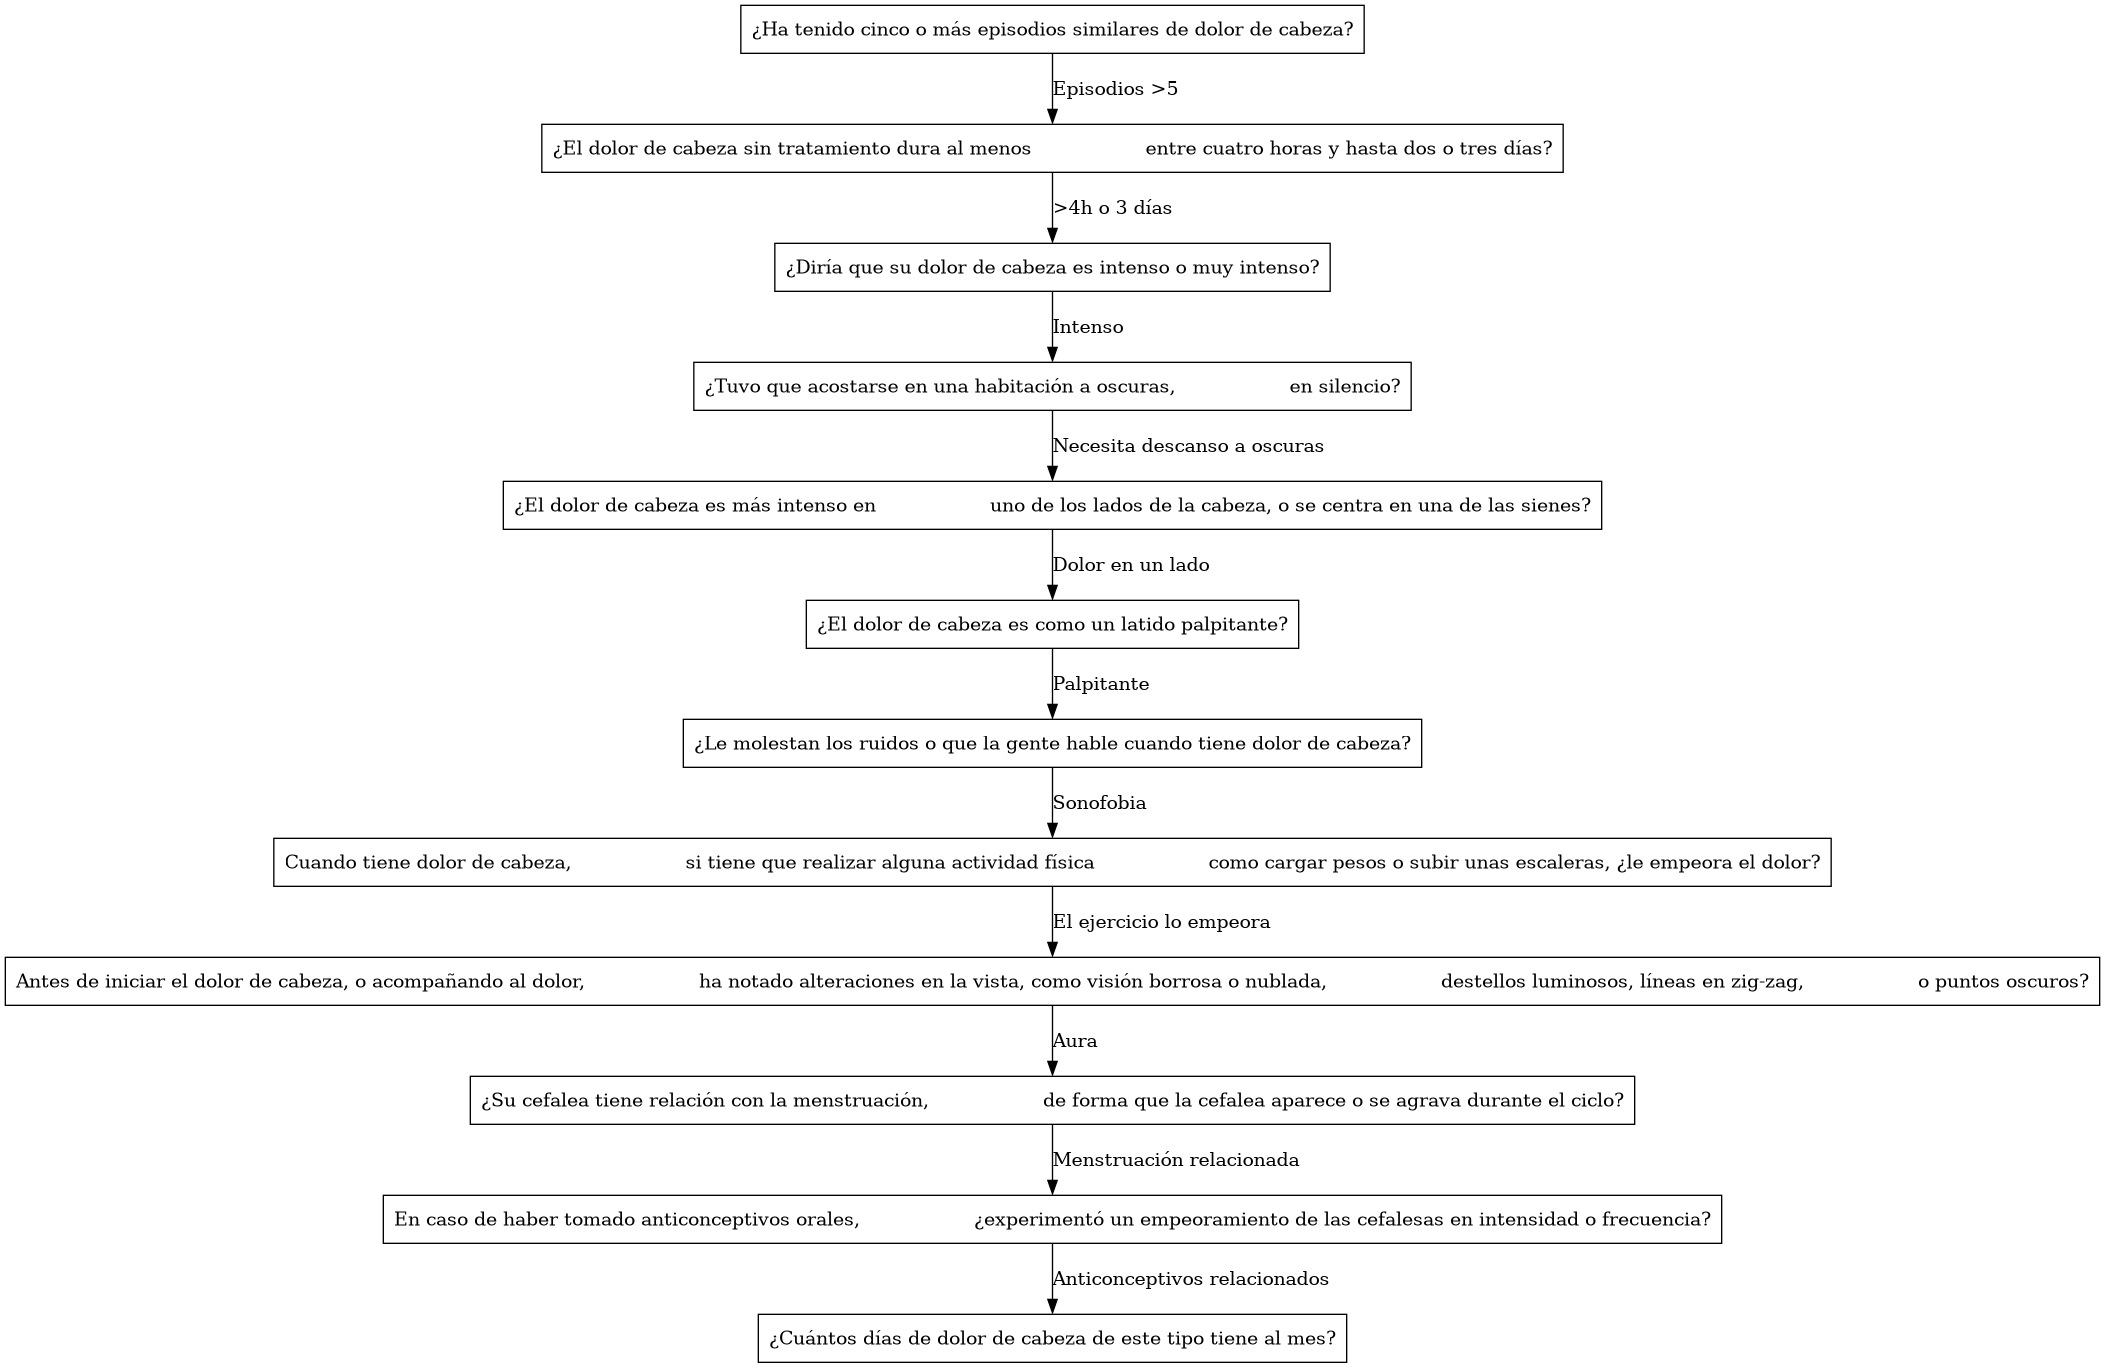 ¿Ha tenido cinco o más episodios similares de dolor de cabeza?
Episodios >5
¿El dolor de cabeza sin tratamiento dura al menos entre cuatro horas y hasta dos o tres días?
>4h o 3 días
¿Diría que su dolor de cabeza es intenso o muy intenso?
Intenso
¿Tuvo que acostarse en una habitación a oscuras, en silencio?
Necesita descanso a oscuras
¿El dolor de cabeza es más intenso en uno de los lados de la cabeza, o se centra en una de las sienes?
Dolor en un lado
¿El dolor de cabeza es como un latido palpitante?
Palpitante
¿Le molestan los ruidos o que la gente hable cuando tiene dolor de cabeza?
Sonofobia
Cuando tiene dolor de cabeza, si tiene que realizar alguna actividad física como cargar pesos o subir unas escaleras, ¿le empeora el dolor?
El ejercicio lo empeora
Antes de iniciar el dolor de cabeza, o acompañando al dolor, ha notado alteraciones en la vista, como visión borrosa o nublada, destellos luminosos, líneas en zig-zag, o puntos oscuros?
Aura
¿Su cefalea tiene relación con la menstruación, de forma que la cefalea aparece o se agrava durante el ciclo?
Menstruación relacionada
En caso de haber tomado anticonceptivos orales, ¿experimentó un empeoramiento de las cefalesas en intensidad o frecuencia?
Anticonceptivos relacionados
¿Cuántos días de dolor de cabeza de este tipo tiene al mes?